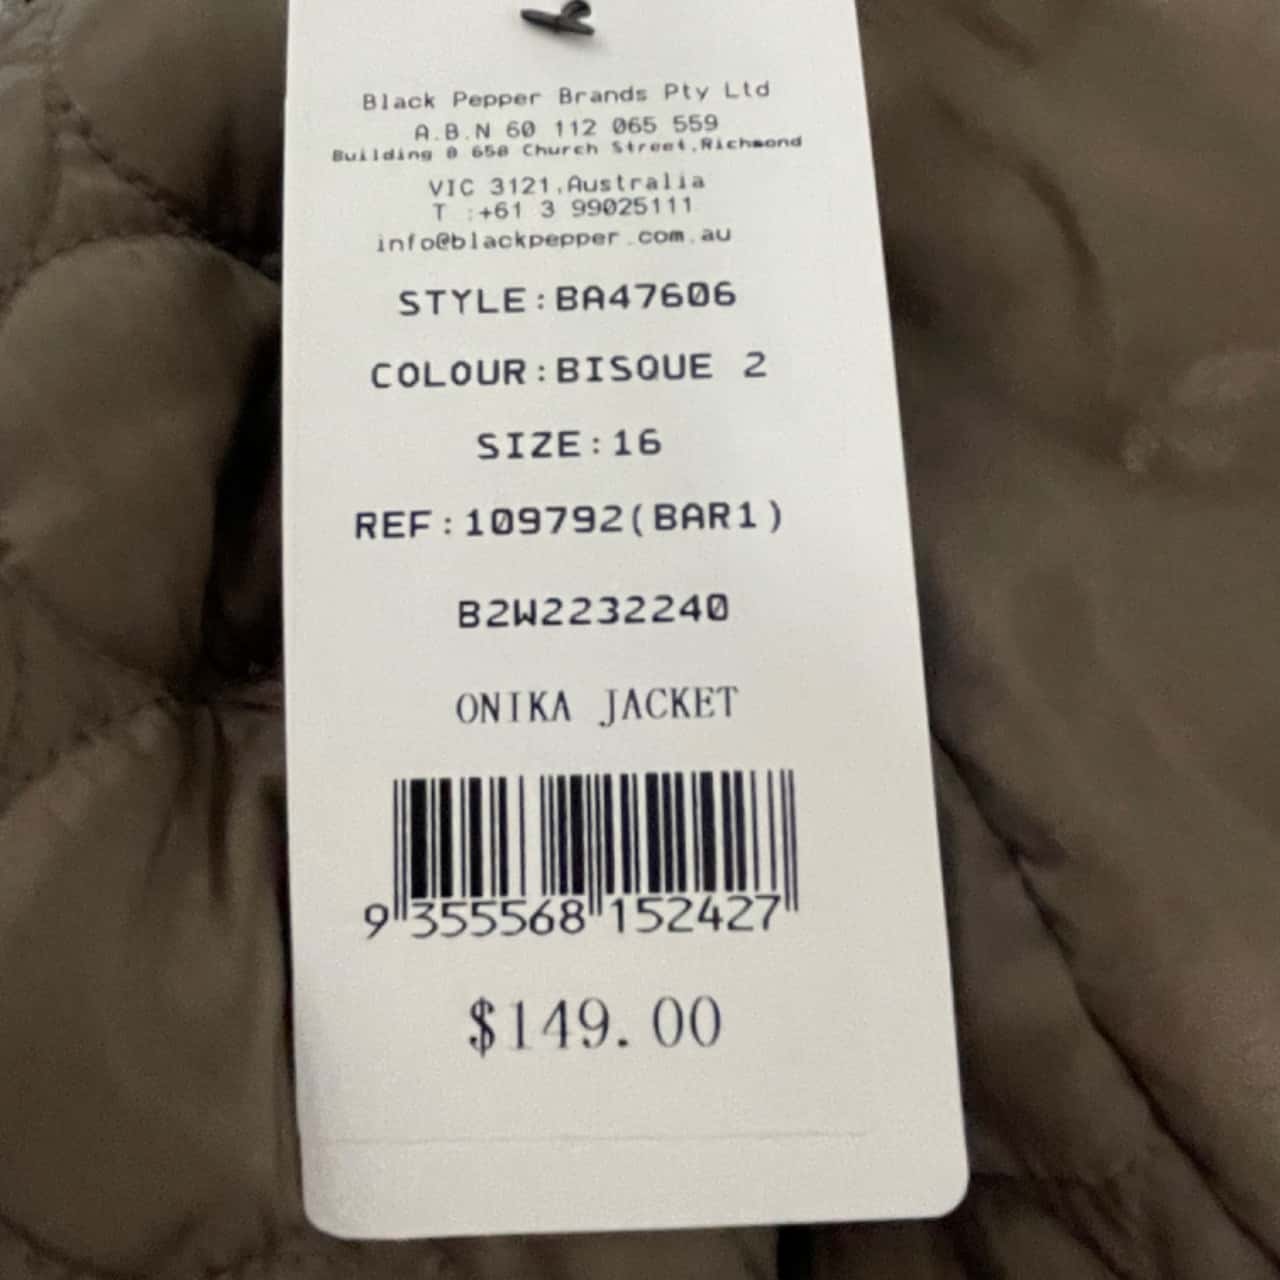 Black Pepper Brands Pty Ltd
A.B.N 60 112 065 559
Building 8 658 Church Street,Richmond
VIC 3121,Australia
T :+61 3 99025111
info@blackpepper.com.au
STYLE:BA47606
COLOUR:BISQUE 2
SIZE:16
REF:109792(BAR1)
B2W2232240
ONIKA JACKET
9 355568 152427
$149.00